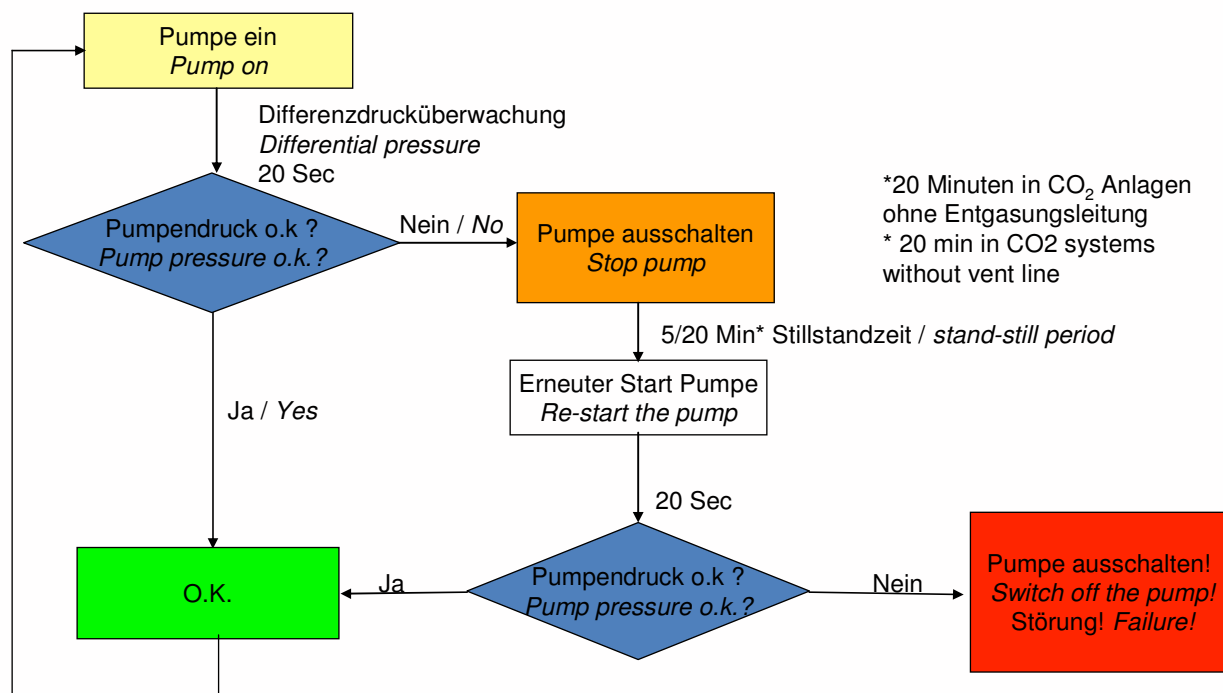 Pumpe ein
Pump on
Differenzdrucküberwachung
Differential pressure
20 Sec
Pumpendruck o.k ?
Pump pressure o.k.?
Nein / No
Pumpe ausschalten
Stop pump
*20 Minuten in CO₂ Anlagen
ohne Entgasungsleitung
* 20 min in CO2 systems
without vent line
5/20 Min* Stillstandzeit / stand-still period
Erneuter Start Pumpe
Re-start the pump
Ja / Yes
20 Sec
Pumpendruck o.k ?
Pump pressure o.k.?
Ja
O.K.
Nein
Pumpe ausschalten!
Switch off the pump!
Störung! Failure!